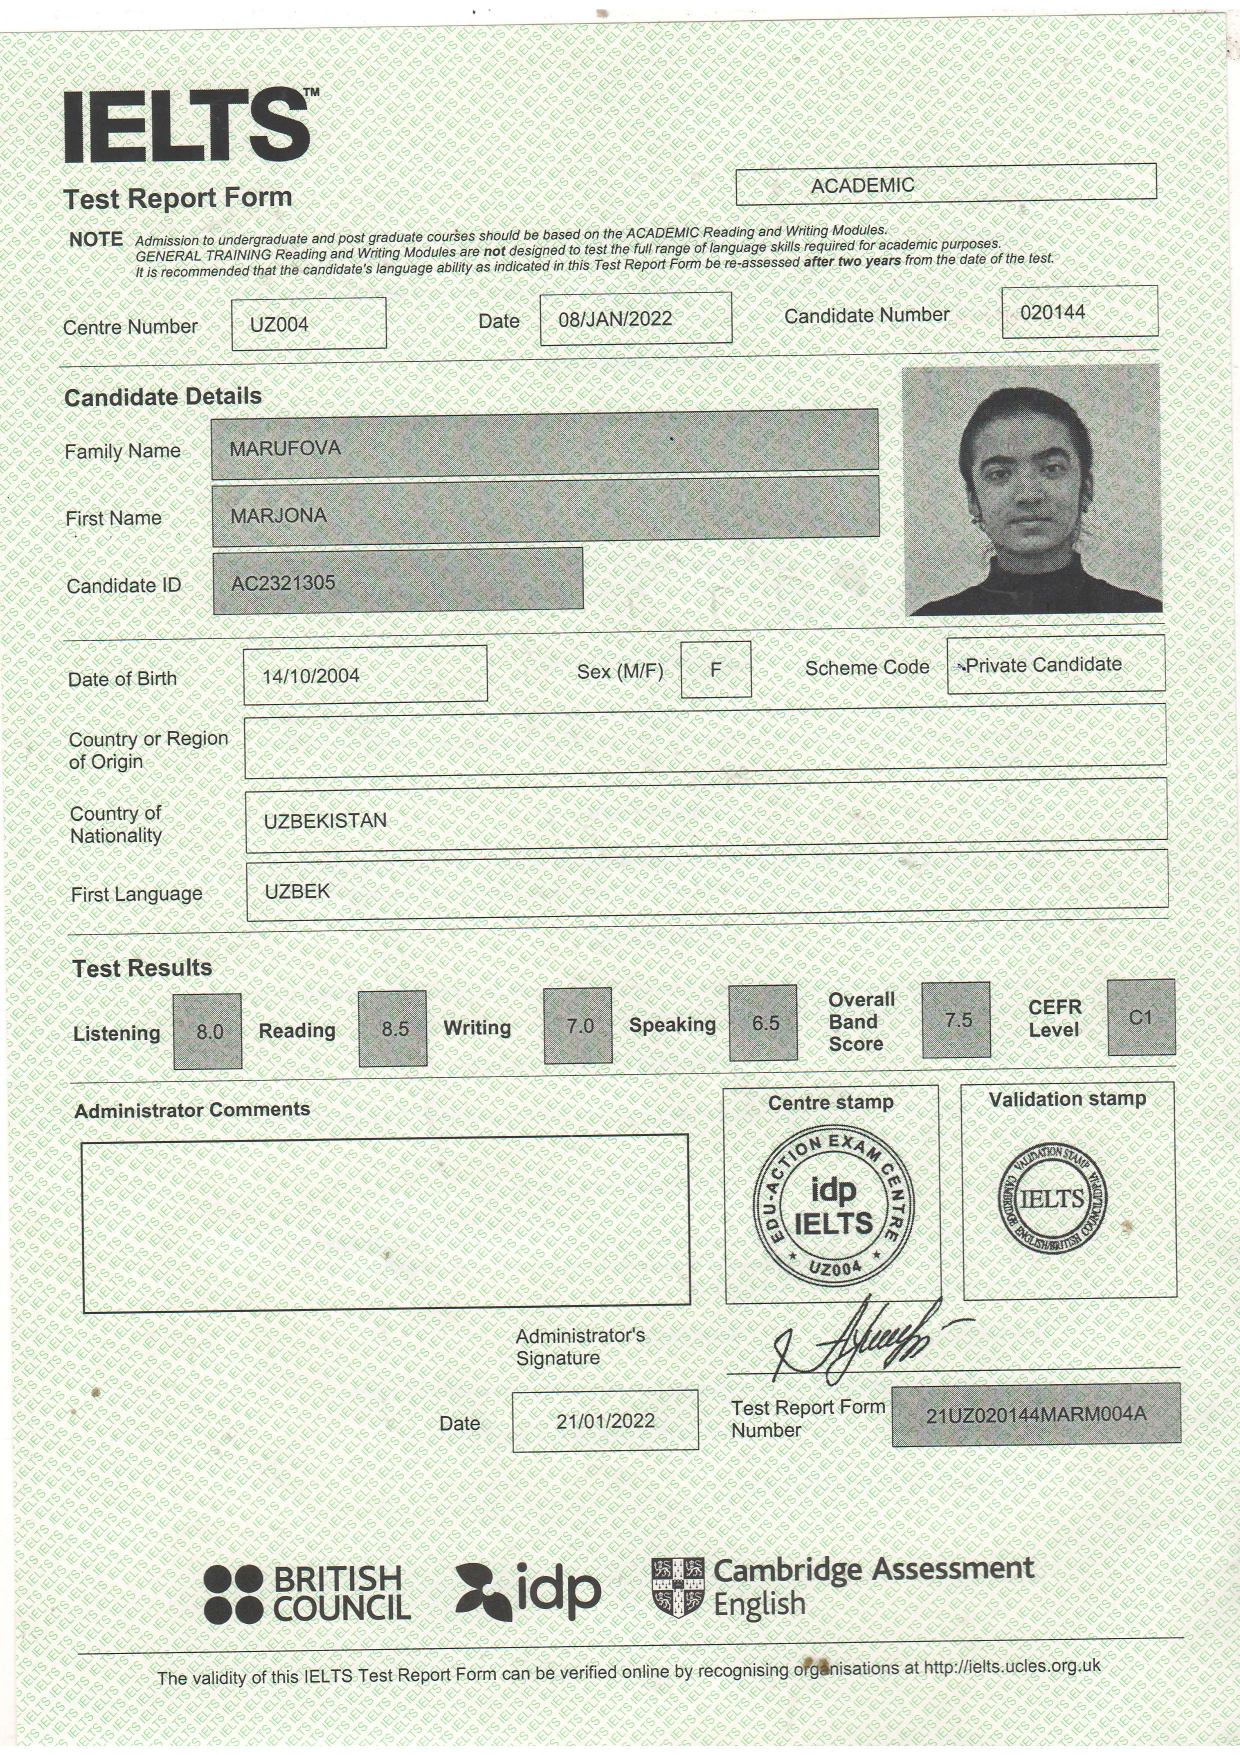 IELTS™
Test Report Form
ACADEMIC
NOTE Admission to undergraduate and post graduate courses should be based on the ACADEMIC Reading and Writing Modules.
GENERAL TRAINING Reading and Writing Modules are not designed to test the full range of language skills required for academic purposes.
It is recommended that the candidate's language ability as indicated in this Test Report Form be re-assessed after two years from the date of the test.
Centre Number UZ004 Date 08/JAN/2022 Candidate Number 020144
Candidate Details
Family Name MARUFOVA
First Name MARJONA
Candidate ID AC2321305
Date of Birth 14/10/2004 Sex (M/F) F Scheme Code Private Candidate
Country or Region
of Origin
Country of
Nationality
UZBEKISTAN
First Language UZBEK
Test Results
Listening 8.0 Reading 8.5 Writing 7.0 Speaking 6.5 Overall Band Score 7.5 CEFR Level C1
Administrator Comments
Centre stamp
EDU-ACTION EXAM CENTRE
idp
IELTS
UZ004
Validation stamp
VALIDATION STAMP
IELTS
CAMBRIDGE ENGLISH/BRITISH COUNCIL/IDP:IA
Administrator's
Signature
Date 21/01/2022
Test Report Form
Number
21UZ020144MARM004A
BRITISH
COUNCIL
idp
Cambridge Assessment
English
The validity of this IELTS Test Report Form can be verified online by recognising organisations at http://ielts.ucles.org.uk